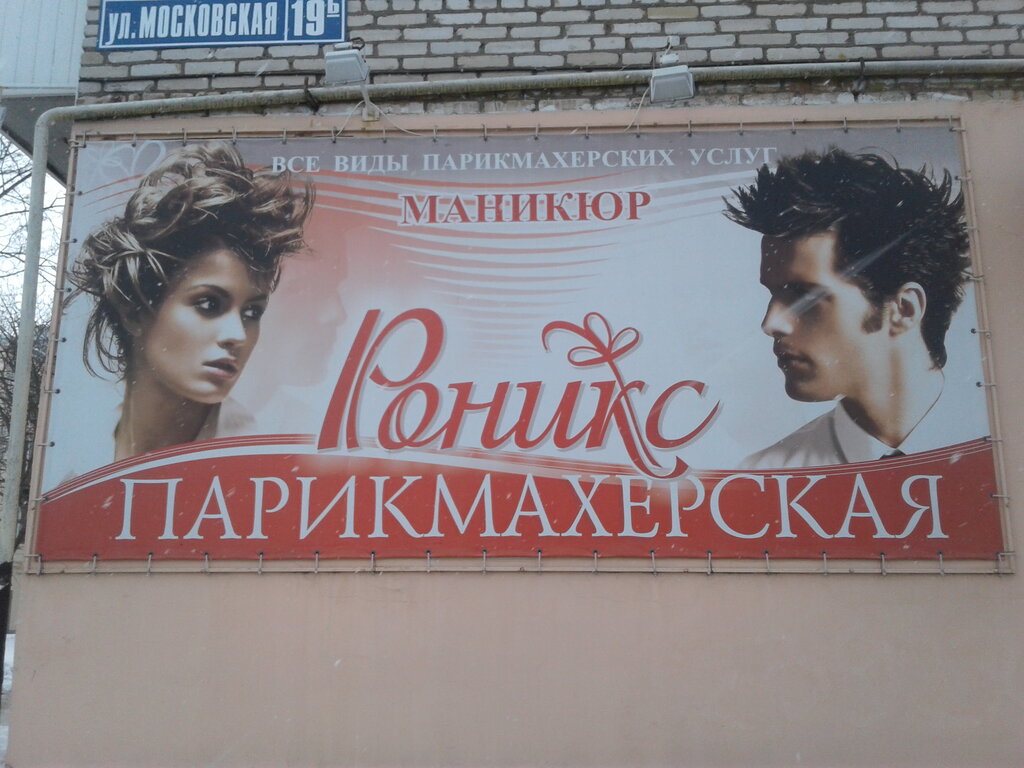 ул. МОСКОВСКАЯ 19Б
ВСЕ ВИДЫ ПАРИКМАХЕРСКИХ УСЛУГ
МАНИКЮР
Роникс
ПАРИКМАХЕРСКАЯ